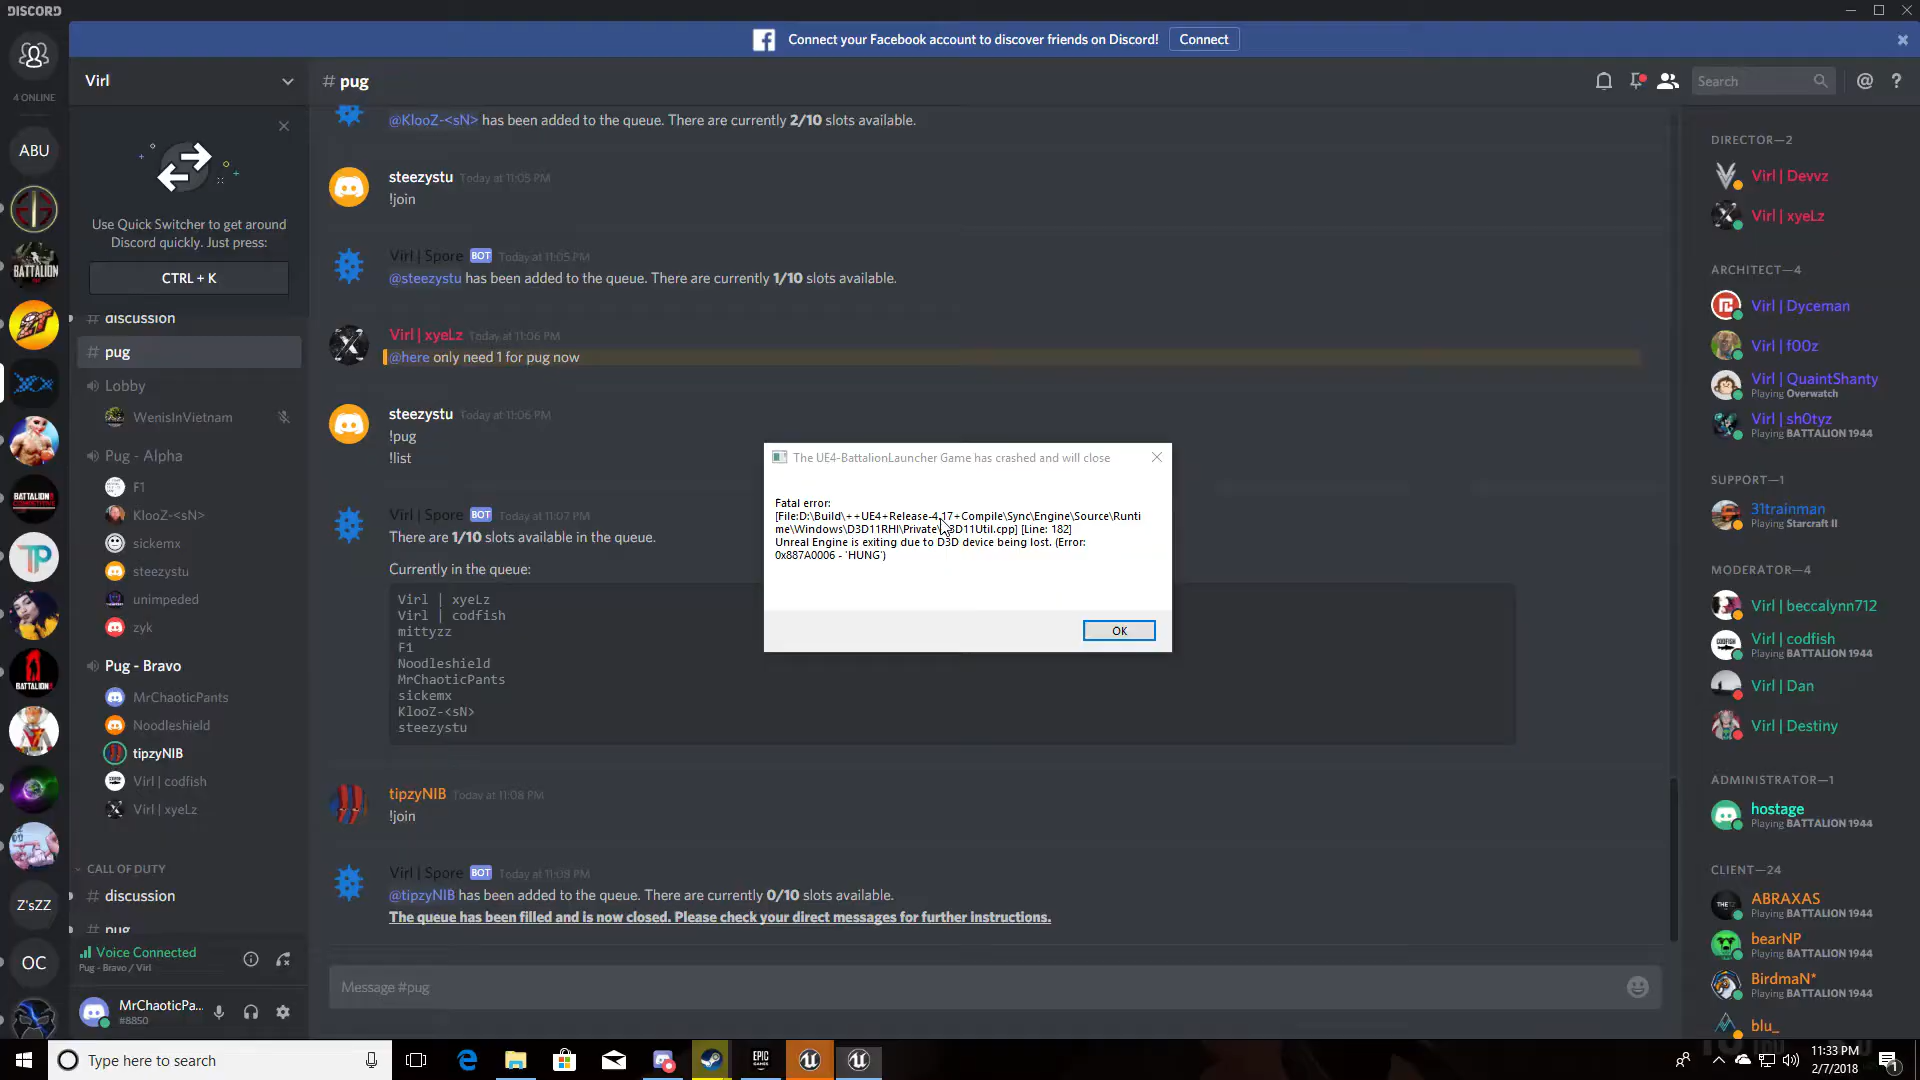 DISCORD
Connect your Facebook account to discover friends on Discord!
Connect
4 ONLINE
ABU
BATTALION
BATTALION
TP
BATTALION
Z'sZZ
OC
Virl
Use Quick Switcher to get around
Discord quickly. Just press:
CTRL + K
# discussion
# pug
Lobby
WenisInVietnam
Pug - Alpha
F1
KlooZ-<sN>
sickemx
steezystu
unimpeded
zyk
Pug - Bravo
MrChaoticPants
Noodleshield
tipzyNIB
Virl | codfish
Virl | xyeLz
CALL OF DUTY
# discussion
# pug
Voice Connected
Pug - Bravo / Virl
MrChaoticPa...
#8850
# pug
Search
@
?
@KlooZ-<sN> has been added to the queue. There are currently 2/10 slots available.
steezystu Today at 11:05 PM
!join
Virl | Spore BOT Today at 11:05 PM
@steezystu has been added to the queue. There are currently 1/10 slots available.
Virl | xyeLz Today at 11:06 PM
@here only need 1 for pug now
steezystu Today at 11:06 PM
!pug
!list
Virl | Spore BOT Today at 11:07 PM
There are 1/10 slots available in the queue.
Currently in the queue:
Virl | xyeLz
Virl | codfish
mittyzz
F1
Noodleshield
MrChaoticPants
sickemx
KlooZ-<sN>
steezystu
tipzyNIB Today at 11:08 PM
!join
Virl | Spore BOT Today at 11:08 PM
@tipzyNIB has been added to the queue. There are currently 0/10 slots available.
The queue has been filled and is now closed. Please check your direct messages for further instructions.
Message #pug
The UE4-BattalionLauncher Game has crashed and will close
Fatal error:
[File:D:\Build\++UE4+Release-4.17+Compile\Sync\Engine\Source\Runti
me\Windows\D3D11RHI\Private\D3D11Util.cpp] [Line: 182]
Unreal Engine is exiting due to D3D device being lost. (Error:
0x887A0006 - 'HUNG')
OK
DIRECTOR—2
Virl | Devvz
Virl | xyeLz
ARCHITECT—4
Virl | Dyceman
Virl | f00z
Virl | QuaintShanty
Playing Overwatch
Virl | sh0tyz
Playing BATTALION 1944
SUPPORT—1
31trainman
Playing Starcraft II
MODERATOR—4
Virl | beccalynn712
Virl | codfish
Playing BATTALION 1944
Virl | Dan
Virl | Destiny
ADMINISTRATOR—1
hostage
Playing BATTALION 1944
CLIENT—24
ABRAXAS
Playing BATTALION 1944
bearNP
Playing BATTALION 1944
BirdmaN*
Playing BATTALION 1944
blu_
Type here to search
EPIC
GAMES
11:33 PM
2/7/2018
1